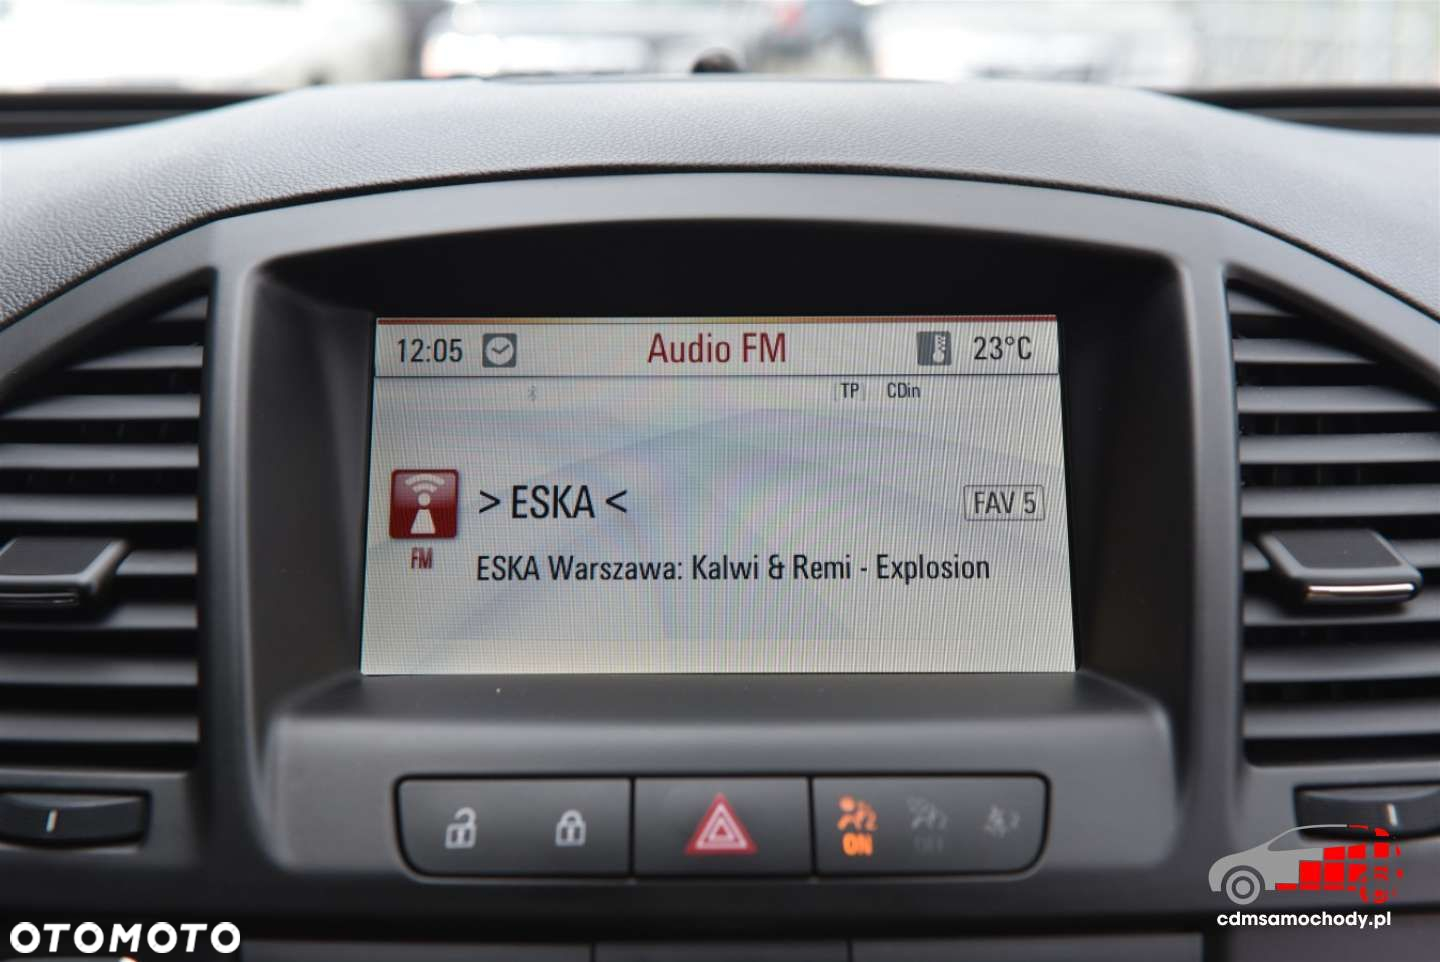 12:05 Audio FM 23°C
TP CDin
> ESKA < FAV 5
FM
ESKA Warszawa: Kalwi & Remi - Explosion
2 ON
cdmsamochody.pl
OTOMOTO